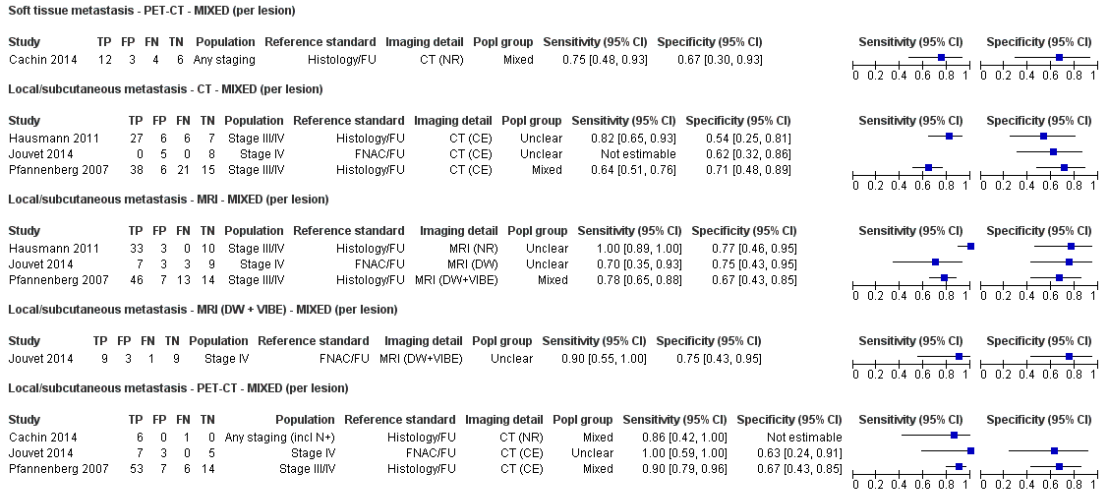 Soft tissue metastasis - PET-CT - MIXED (per lesion)
Study TP FP FN TN Population Reference standard Imaging detail Popl group Sensitivity (95% CI) Specificity (95% CI) Sensitivity (95% CI) Specificity (95% CI)
Cachin 2014 12 3 4 6 Any staging Histology/FU CT (NR) Mixed 0.75 [0.48, 0.93] 0.67 [0.30, 0.93]
0 0.2 0.4 0.6 0.8 1 0 0.2 0.4 0.6 0.8 1
Local/subcutaneous metastasis - CT - MIXED (per lesion)
Study TP FP FN TN Population Reference standard Imaging detail Popl group Sensitivity (95% CI) Specificity (95% CI) Sensitivity (95% CI) Specificity (95% CI)
Hausmann 2011 27 6 6 7 Stage III/IV Histology/FU CT (CE) Unclear 0.82 [0.65, 0.93] 0.54 [0.25, 0.81]
Jouvet 2014 0 5 0 8 Stage IV FNAC/FU CT (CE) Unclear Not estimable 0.62 [0.32, 0.86]
Pfannenberg 2007 38 6 21 15 Stage III/IV Histology/FU CT (CE) Mixed 0.64 [0.51, 0.76] 0.71 [0.48, 0.89]
0 0.2 0.4 0.6 0.8 1 0 0.2 0.4 0.6 0.8 1
Local/subcutaneous metastasis - MRI - MIXED (per lesion)
Study TP FP FN TN Population Reference standard Imaging detail Popl group Sensitivity (95% CI) Specificity (95% CI) Sensitivity (95% CI) Specificity (95% CI)
Hausmann 2011 33 3 0 10 Stage III/IV Histology/FU MRI (NR) Unclear 1.00 [0.89, 1.00] 0.77 [0.46, 0.95]
Jouvet 2014 7 3 3 9 Stage IV FNAC/FU MRI (DW) Unclear 0.70 [0.35, 0.93] 0.75 [0.43, 0.95]
Pfannenberg 2007 46 7 13 14 Stage III/IV Histology/FU MRI (DW+VIBE) Mixed 0.78 [0.65, 0.88] 0.67 [0.43, 0.85]
0 0.2 0.4 0.6 0.8 1 0 0.2 0.4 0.6 0.8 1
Local/subcutaneous metastasis - MRI (DW + VIBE) - MIXED (per lesion)
Study TP FP FN TN Population Reference standard Imaging detail Popl group Sensitivity (95% CI) Specificity (95% CI) Sensitivity (95% CI) Specificity (95% CI)
Jouvet 2014 9 3 1 9 Stage IV FNAC/FU MRI (DW+VIBE) Unclear 0.90 [0.55, 1.00] 0.75 [0.43, 0.95]
0 0.2 0.4 0.6 0.8 1 0 0.2 0.4 0.6 0.8 1
Local/subcutaneous metastasis - PET-CT - MIXED (per lesion)
Study TP FP FN TN Population Reference standard Imaging detail Popl group Sensitivity (95% CI) Specificity (95% CI) Sensitivity (95% CI) Specificity (95% CI)
Cachin 2014 6 0 1 0 Any staging (incl N+) Histology/FU CT (NR) Mixed 0.86 [0.42, 1.00] Not estimable
Jouvet 2014 7 3 0 5 Stage IV FNAC/FU CT (CE) Unclear 1.00 [0.59, 1.00] 0.63 [0.24, 0.91]
Pfannenberg 2007 53 7 6 14 Stage III/IV Histology/FU CT (CE) Mixed 0.90 [0.79, 0.96] 0.67 [0.43, 0.85]
0 0.2 0.4 0.6 0.8 1 0 0.2 0.4 0.6 0.8 1